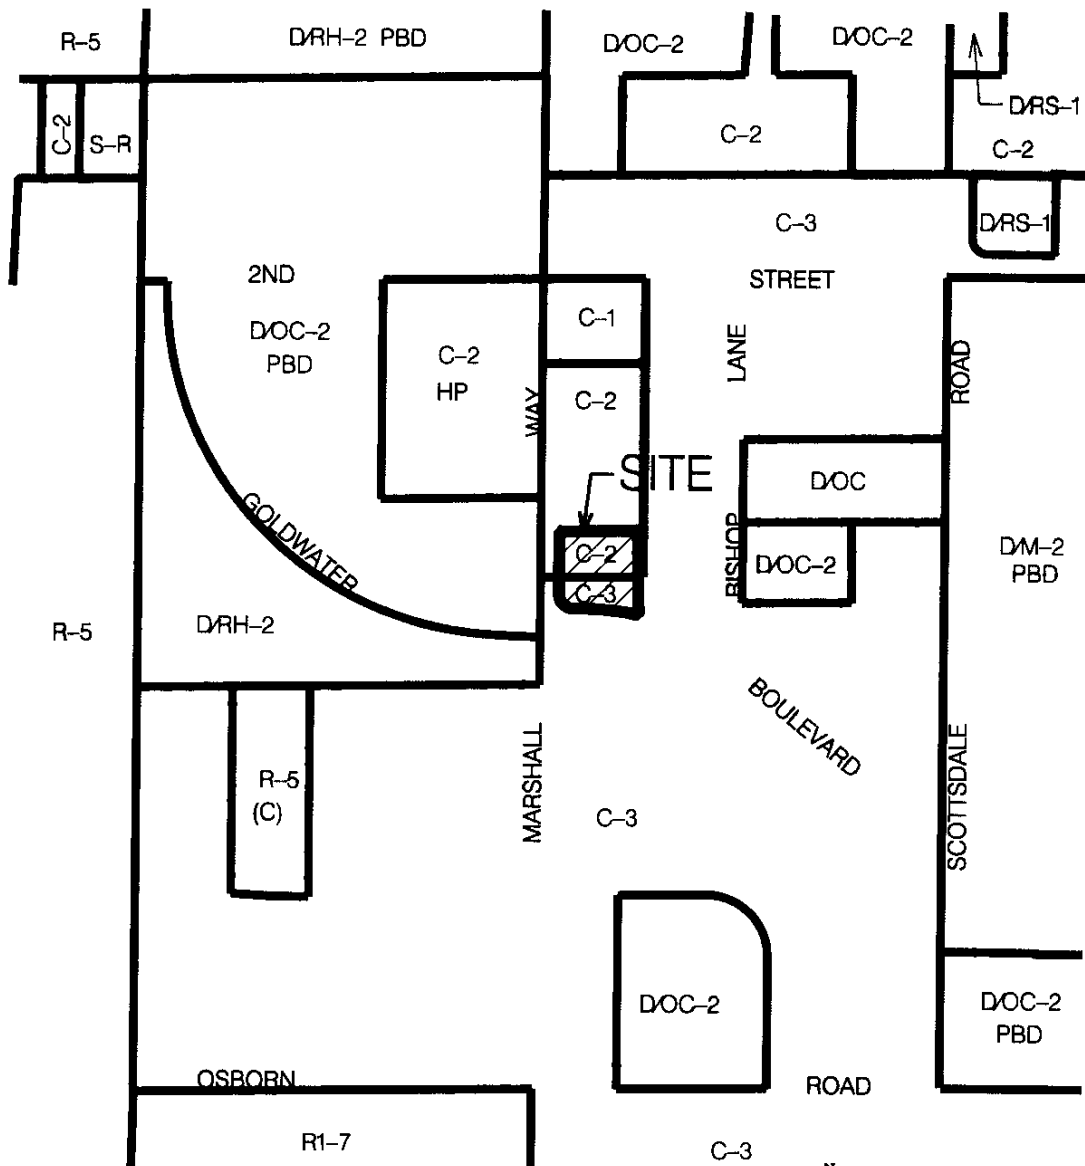 R-5
D/RH-2 PBD
D/OC-2
D/OC-2
D/RS-1
C-2
S-R
C-2
C-2
C-3
D/RS-1
2ND
STREET
D/OC-2
PBD
C-2
HP
C-1
C-2
WAY
LANE
ROAD
SITE
D/OC
GOLDWATER
C-2
C-3
BISHOP
D/OC-2
D/M-2
PBD
R-5
D/RH-2
BOULEVARD
R-5
(C)
MARSHALL
C-3
SCOTTSDALE
D/OC-2
D/OC-2
PBD
OSBORN
ROAD
R1-7
C-3